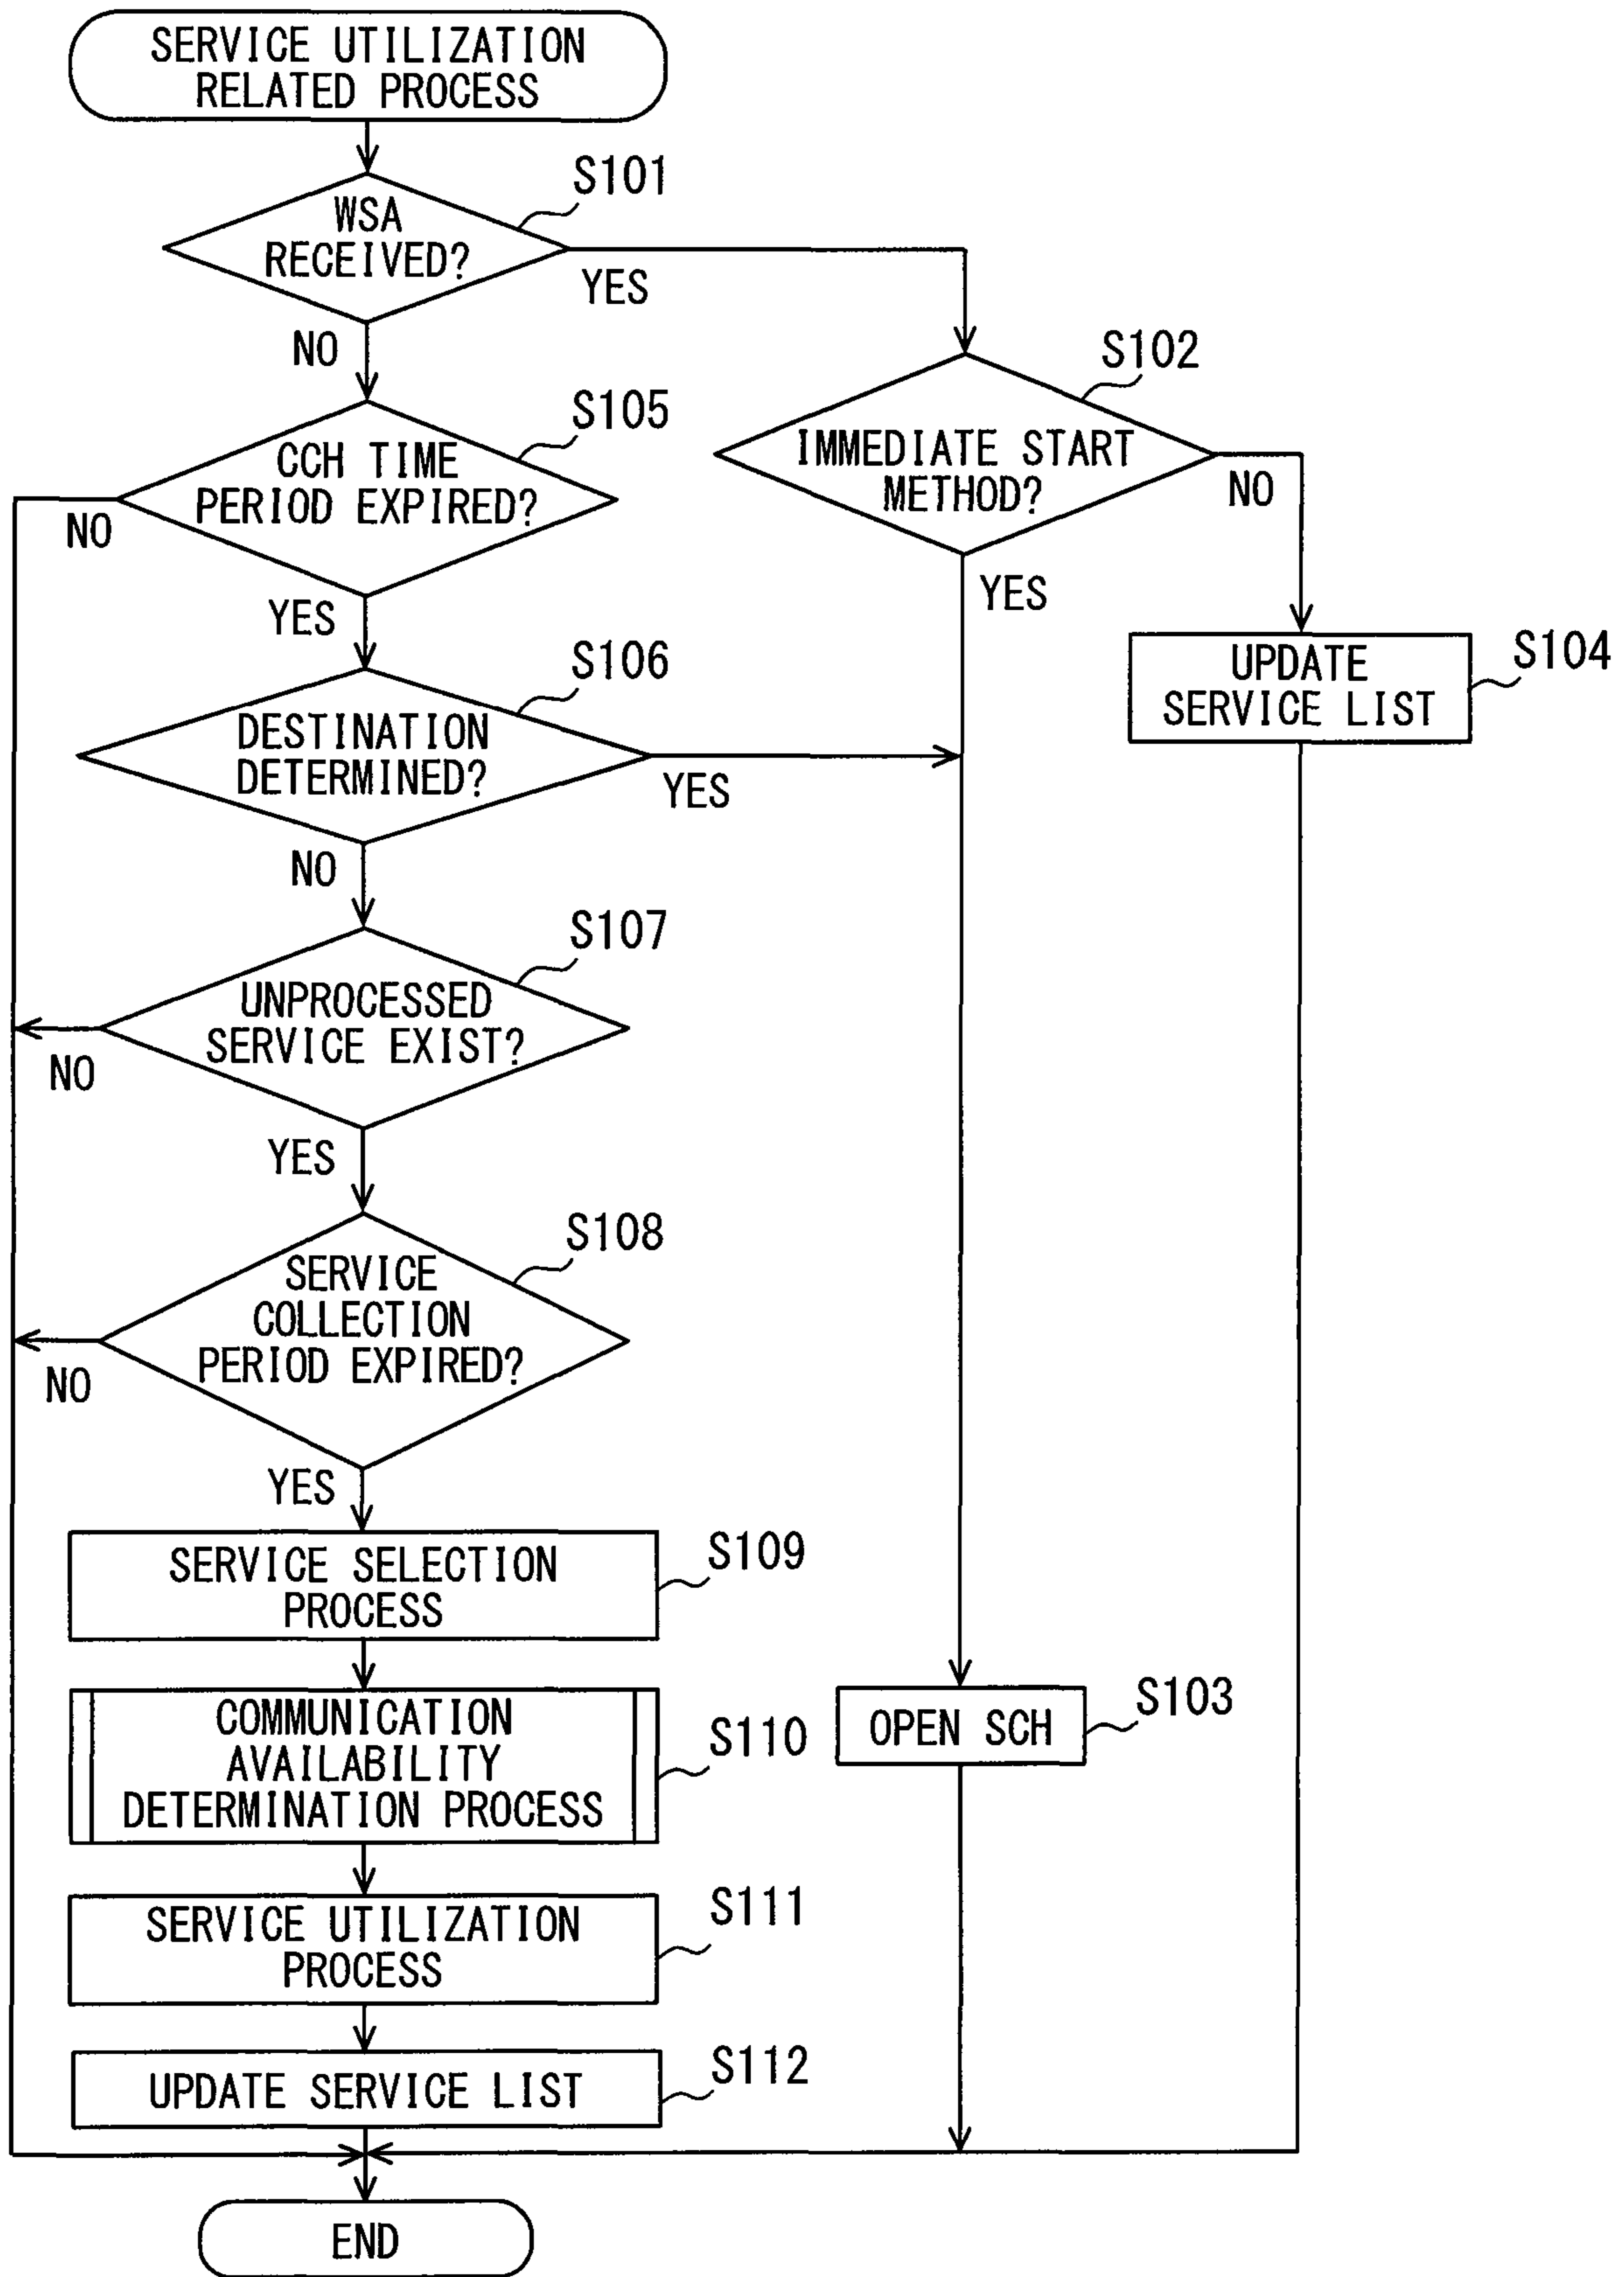 SERVICE UTILIZATION
RELATED PROCESS
S101
WSA
RECEIVED?
YES
NO
S102
IMMEDIATE START
METHOD?
NO
YES
S105
CCH TIME
PERIOD EXPIRED?
NO
YES
S104
UPDATE
SERVICE LIST
S106
DESTINATION
DETERMINED?
YES
NO
S107
UNPROCESSED
SERVICE EXIST?
NO
YES
S108
SERVICE
COLLECTION
PERIOD EXPIRED?
NO
YES
S109
SERVICE SELECTION
PROCESS
S110
COMMUNICATION
AVAILABILITY
DETERMINATION PROCESS
S103
OPEN SCH
S111
SERVICE UTILIZATION
PROCESS
S112
UPDATE SERVICE LIST
END